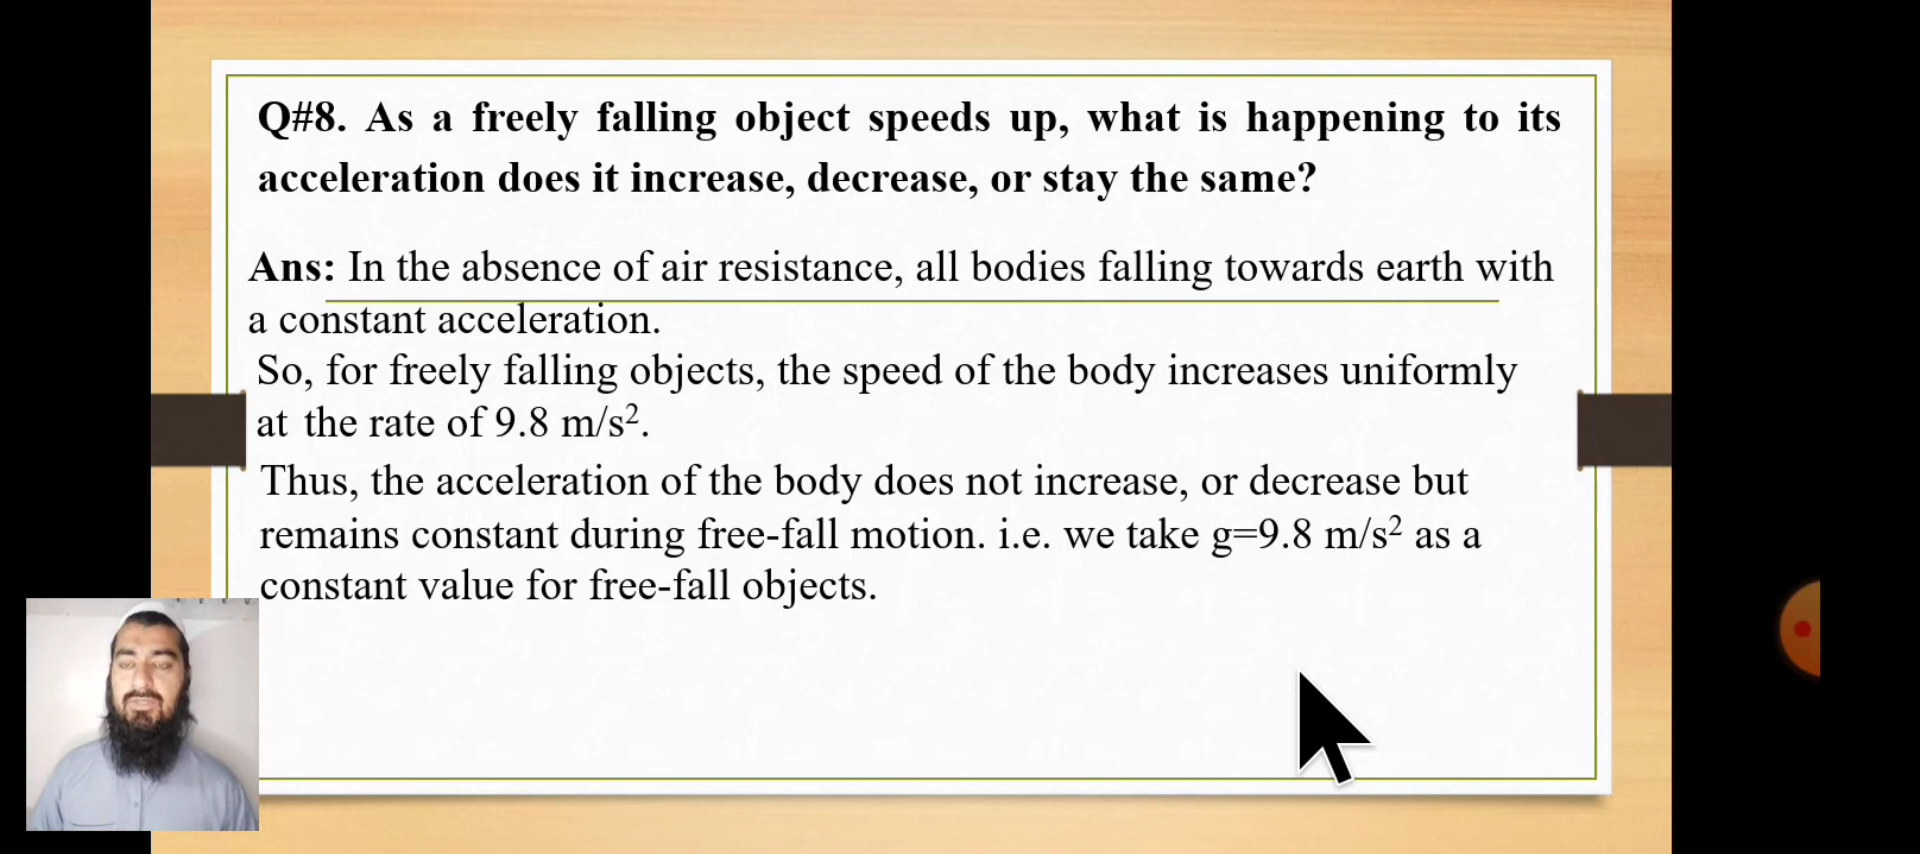 Q#8. As a freely falling object speeds up, what is happening to its
acceleration does it increase, decrease, or stay the same?
Ans: In the absence of air resistance, all bodies falling towards earth with
a constant acceleration.
So, for freely falling objects, the speed of the body increases uniformly
at the rate of 9.8 m/s².
Thus, the acceleration of the body does not increase, or decrease but
remains constant during free-fall motion. i.e. we take g=9.8 m/s² as a
constant value for free-fall objects.